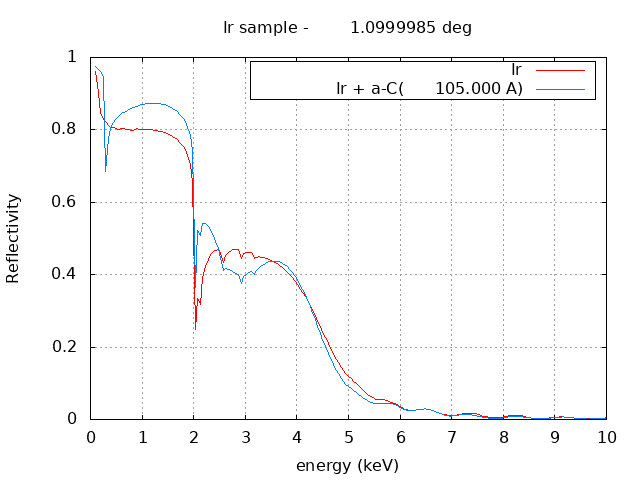 Ir sample -        1.0999985 deg
Ir
Ir + a-C(      105.000 A)
1
0.8
0.6
0.4
0.2
0
Reflectivity
0 1 2 3 4 5 6 7 8 9 10
energy (keV)